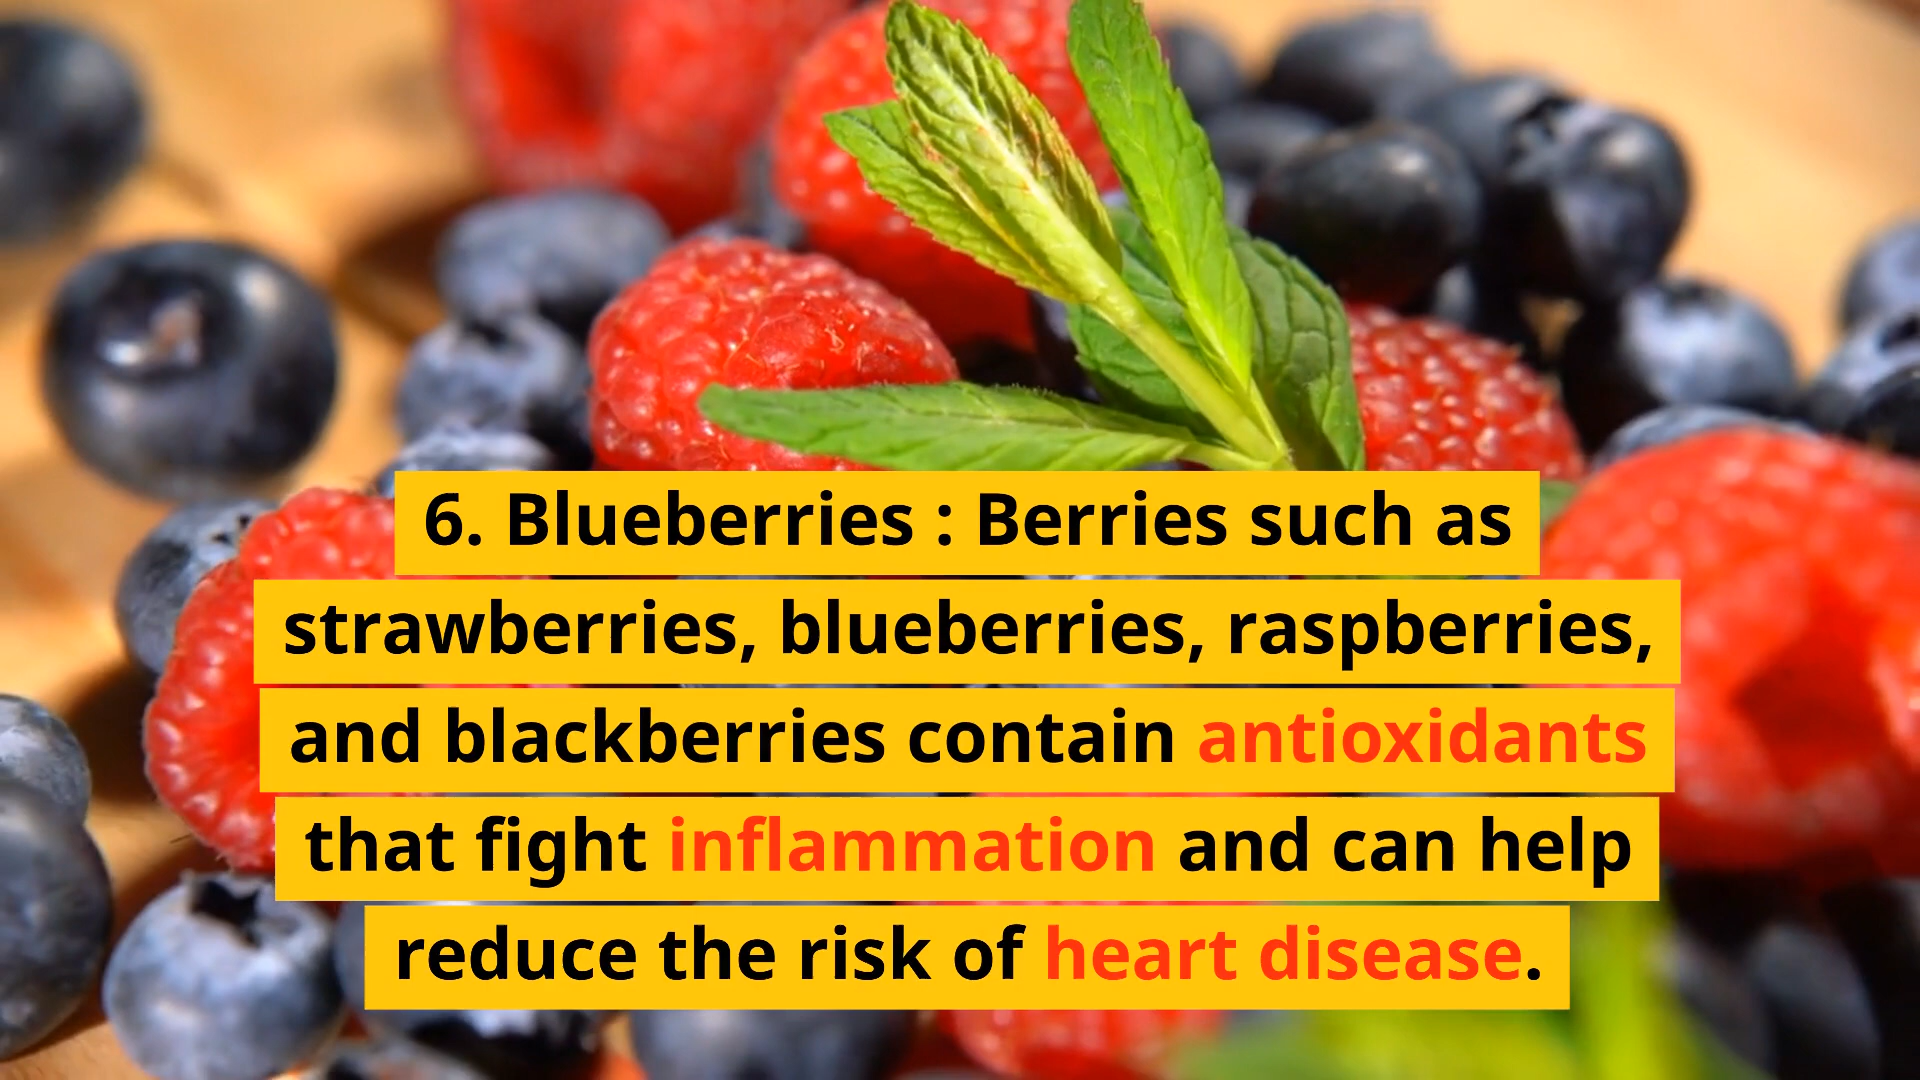 6. Blueberries : Berries such as
strawberries, blueberries, raspberries,
and blackberries contain antioxidants
that fight inflammation and can help
reduce the risk of heart disease.